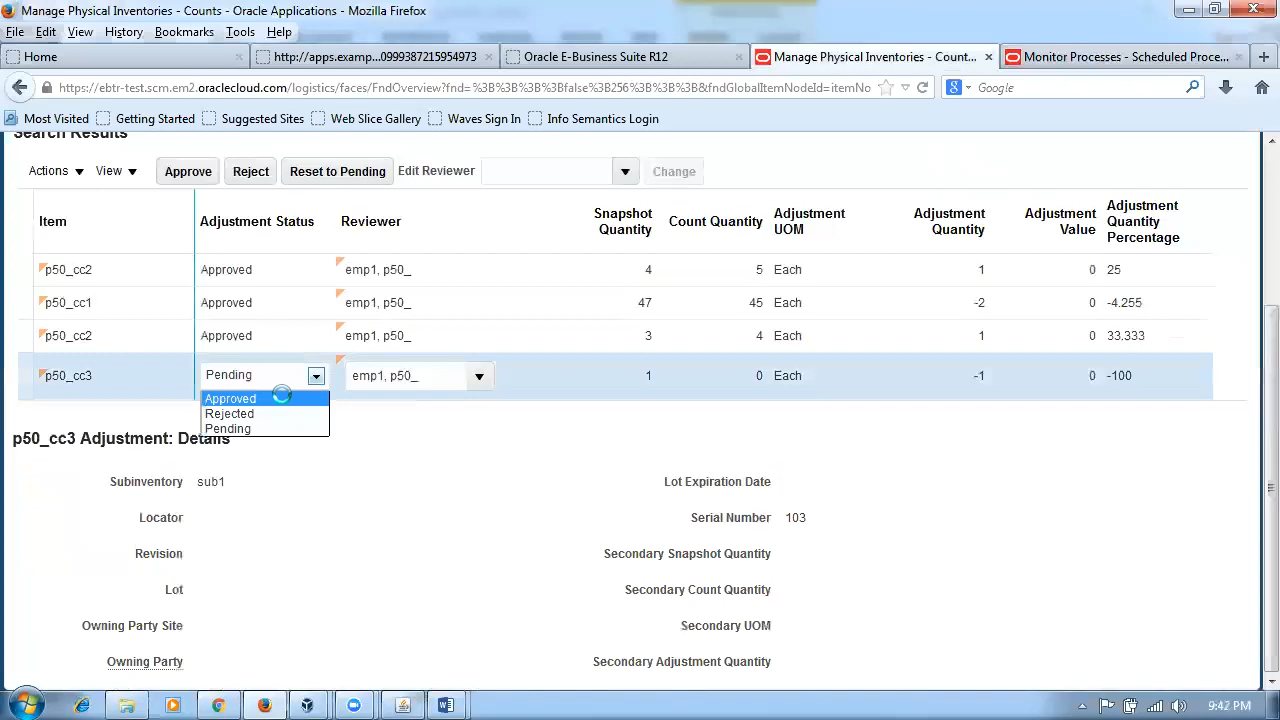 Manage Physical Inventories - Counts - Oracle Applications - Mozilla Firefox
File Edit View History Bookmarks Tools Help
Home
http://apps.examp...0999387215954973
Oracle E-Business Suite R12
Manage Physical Inventories - Count...
Monitor Processes - Scheduled Proce...
https://ebtr-test.scm.em2.oraclecloud.com/logistics/faces/FndOverview?fnd=%3B%3B%3B%3Bfalse%3B256%3B%3B%3B&fndGlobalItemNodeId=itemNo
Google
Most Visited Getting Started Suggested Sites Web Slice Gallery Waves Sign In Info Semantics Login
Search Results
Actions View Approve Reject Reset to Pending Edit Reviewer Change
Item Adjustment Status Reviewer Snapshot Quantity Count Quantity Adjustment UOM Adjustment Quantity Adjustment Value Adjustment Quantity Percentage
p50_cc2 Approved emp1, p50_ 4 5 Each 1 0 25
p50_cc1 Approved emp1, p50_ 47 45 Each -2 0 -4.255
p50_cc2 Approved emp1, p50_ 3 4 Each 1 0 33.333
p50_cc3 Pending emp1, p50_ 1 0 Each -1 0 -100
Approved
Rejected
Pending
p50_cc3 Adjustment: Details
Subinventory sub1
Lot Expiration Date
Locator
Serial Number 103
Revision
Secondary Snapshot Quantity
Lot
Secondary Count Quantity
Owning Party Site
Secondary UOM
Owning Party
Secondary Adjustment Quantity
9:42 PM